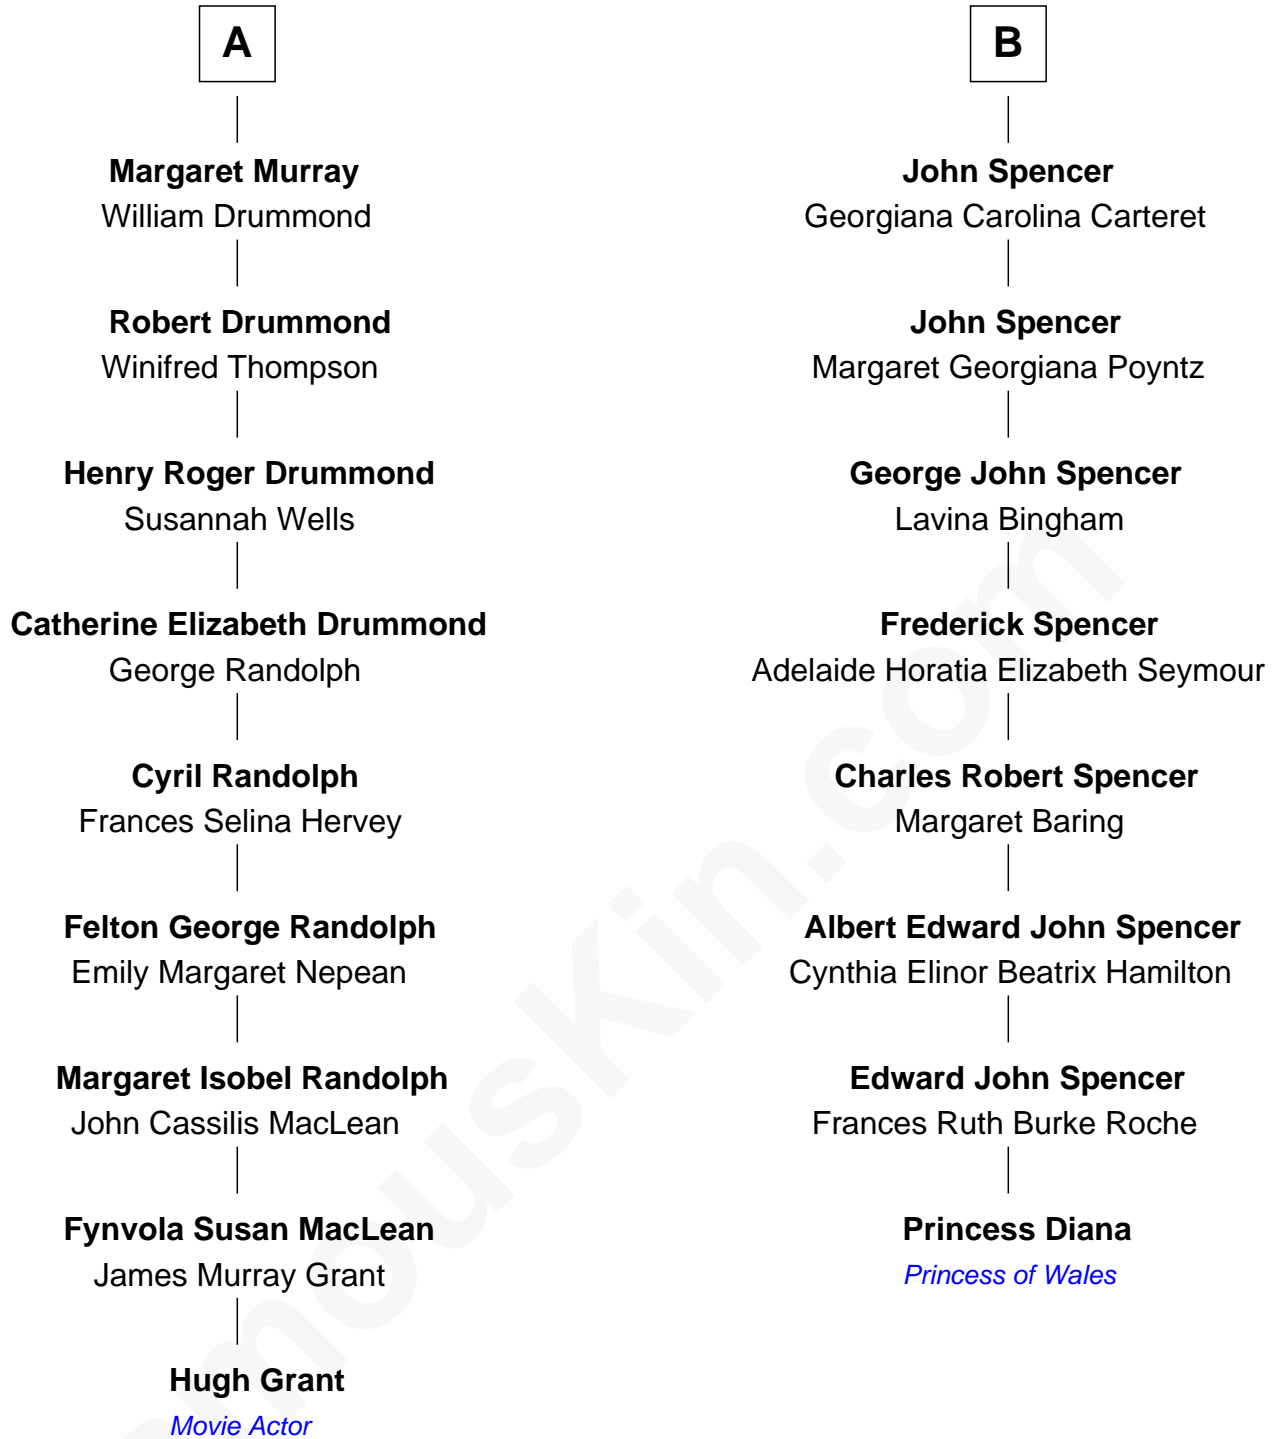 A
Margaret Murray
William Drummond
Robert Drummond
Winifred Thompson
Henry Roger Drummond
Susannah Wells
Catherine Elizabeth Drummond
George Randolph
Cyril Randolph
Frances Selina Hervey
Felton George Randolph
Emily Margaret Nepean
Margaret Isobel Randolph
John Cassilis MacLean
Fynvola Susan MacLean
James Murray Grant
Hugh Grant
Movie Actor
B
John Spencer
Georgiana Carolina Carteret
John Spencer
Margaret Georgiana Poyntz
George John Spencer
Lavina Bingham
Frederick Spencer
Adelaide Horatia Elizabeth Seymour
Charles Robert Spencer
Margaret Baring
Albert Edward John Spencer
Cynthia Elinor Beatrix Hamilton
Edward John Spencer
Frances Ruth Burke Roche
Princess Diana
Princess of Wales
mousKin.com